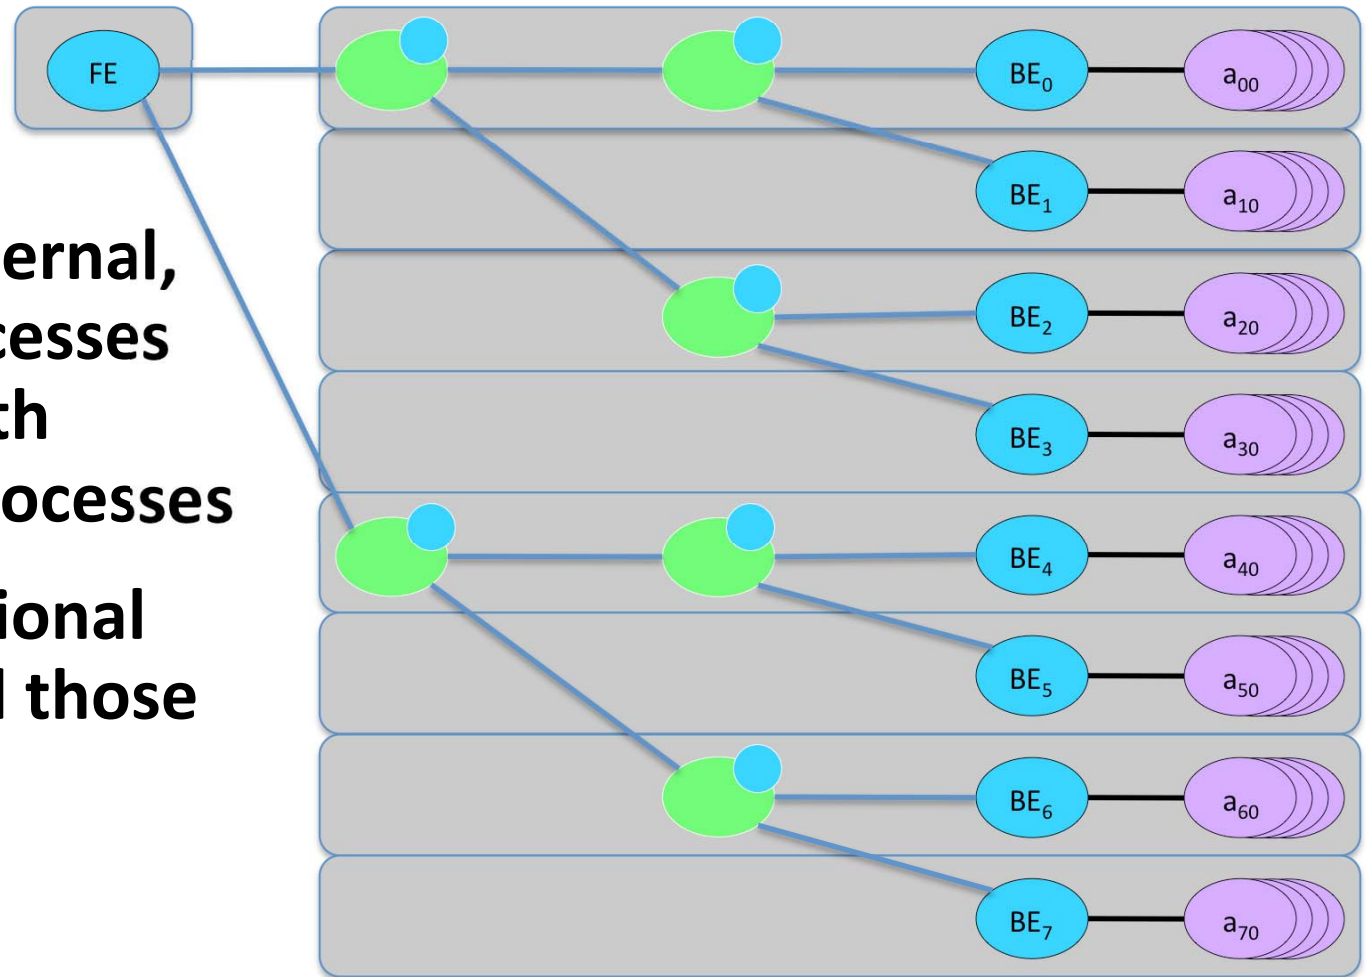 FE
BE₀ a₀₀
BE₁ a₁₀
BE₂ a₂₀
BE₃ a₃₀
BE₄ a₄₀
BE₅ a₅₀
BE₆ a₆₀
BE₇ a₇₀
ernal,
cesses
th
ocesses
ional
those